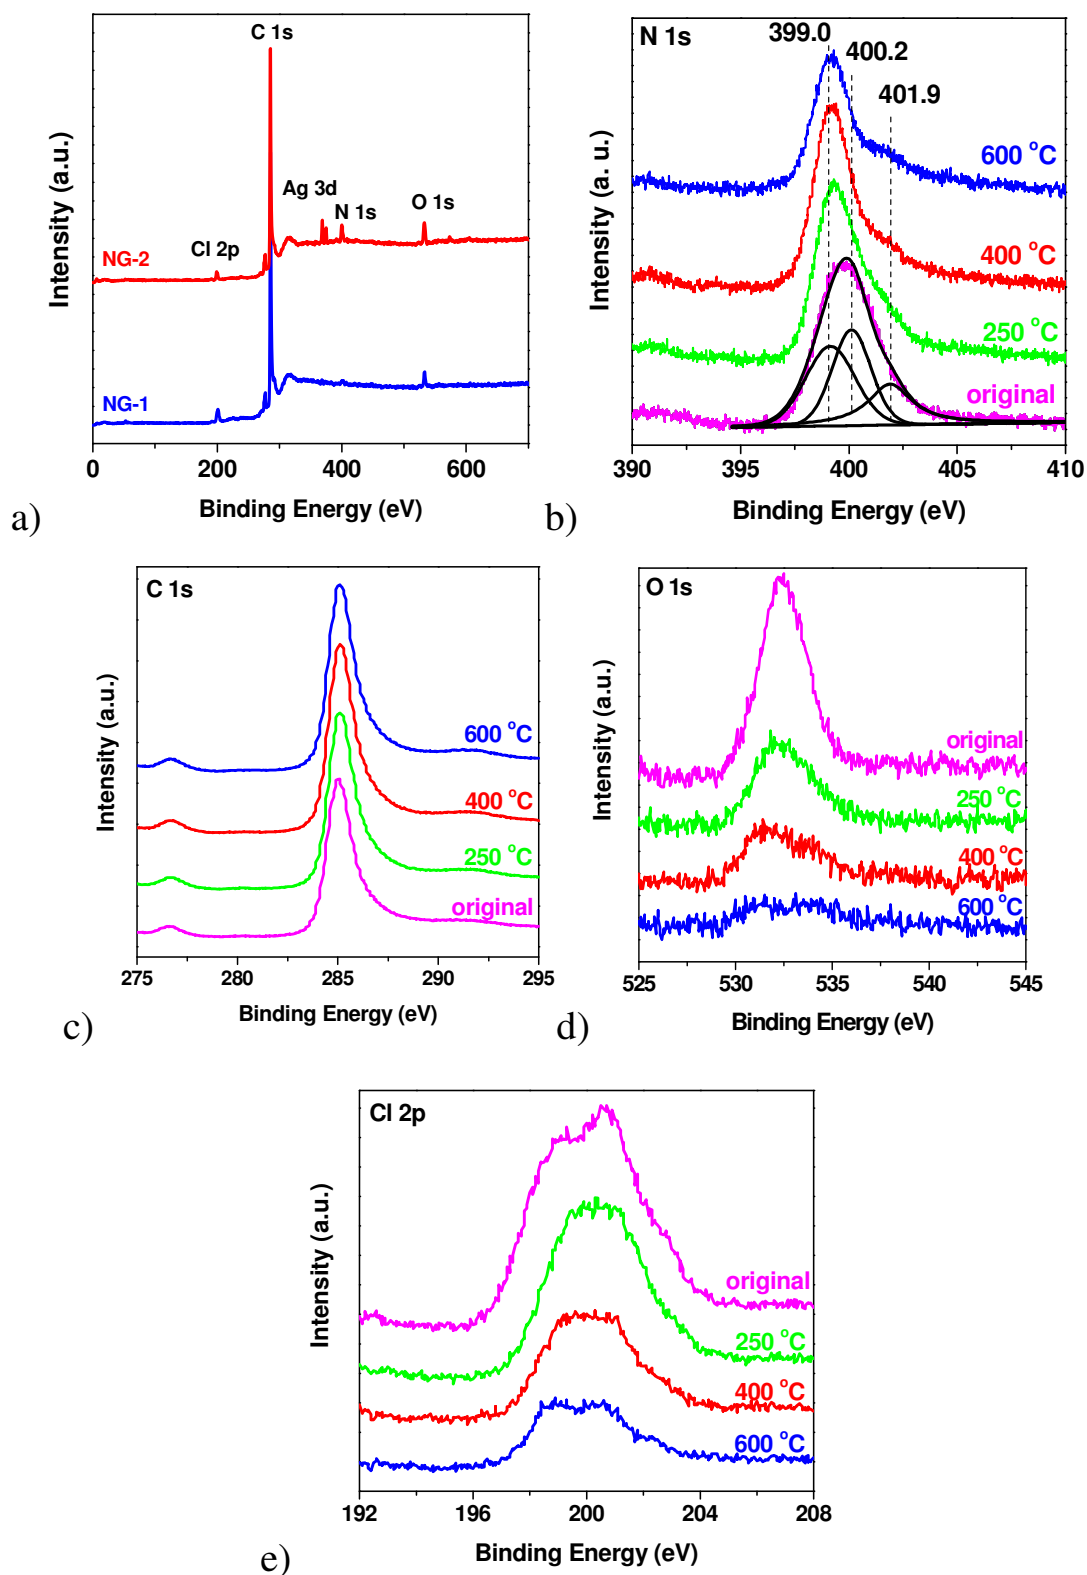 C 1s
Ag 3d
N 1s
O 1s
Cl 2p
NG-2
NG-1
Intensity (a.u.)
0 200 400 600
Binding Energy (eV)
a)
N 1s
399.0
400.2
401.9
600 °C
400 °C
250 °C
original
Intensity (a. u.)
390 395 400 405 410
Binding Energy (eV)
b)
C 1s
600 °C
400 °C
250 °C
original
Intensity (a.u.)
275 280 285 290 295
Binding Energy (eV)
c)
O 1s
original
250 °C
400 °C
600 °C
Intensity (a.u.)
525 530 535 540 545
Binding Energy (eV)
d)
Cl 2p
original
250 °C
400 °C
600 °C
Intensity (a.u.)
192 196 200 204 208
Binding Energy (eV)
e)